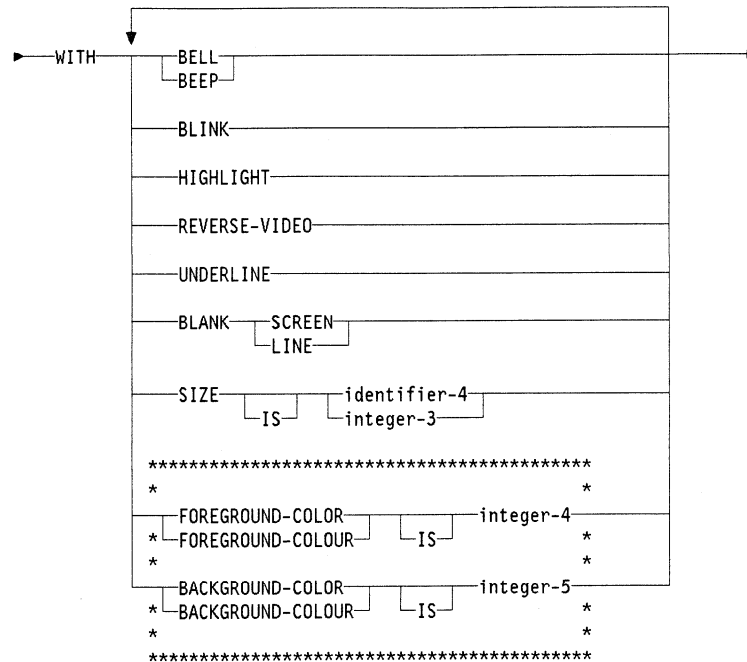 WITH BELL
BEEP
BLINK
HIGHLIGHT
REVERSE-VIDEO
UNDERLINE
BLANK SCREEN
LINE
SIZE identifier-4
IS integer-3
*******************************************
* *
FOREGROUND-COLOR integer-4
* FOREGROUND-COLOUR IS *
* *
BACKGROUND-COLOR integer-5
* BACKGROUND-COLOUR IS *
* *
*******************************************